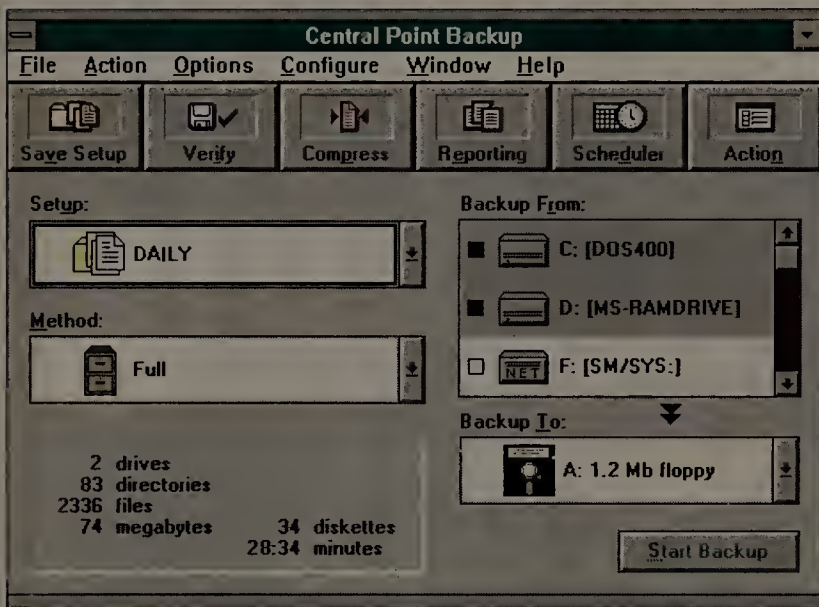 Central Point Backup
File Action Options Configure Window Help
Save Setup Verify Compress Reporting Scheduler Action
Setup:
DAILY
Method:
Full
2 drives
83 directories
2336 files
74 megabytes 34 diskettes
28:34 minutes
Backup From:
C: [DOS400]
D: [MS-RAMDRIVE]
NET F: [SM/SYS:]
Backup To:
A: 1.2 Mb floppy
Start Backup